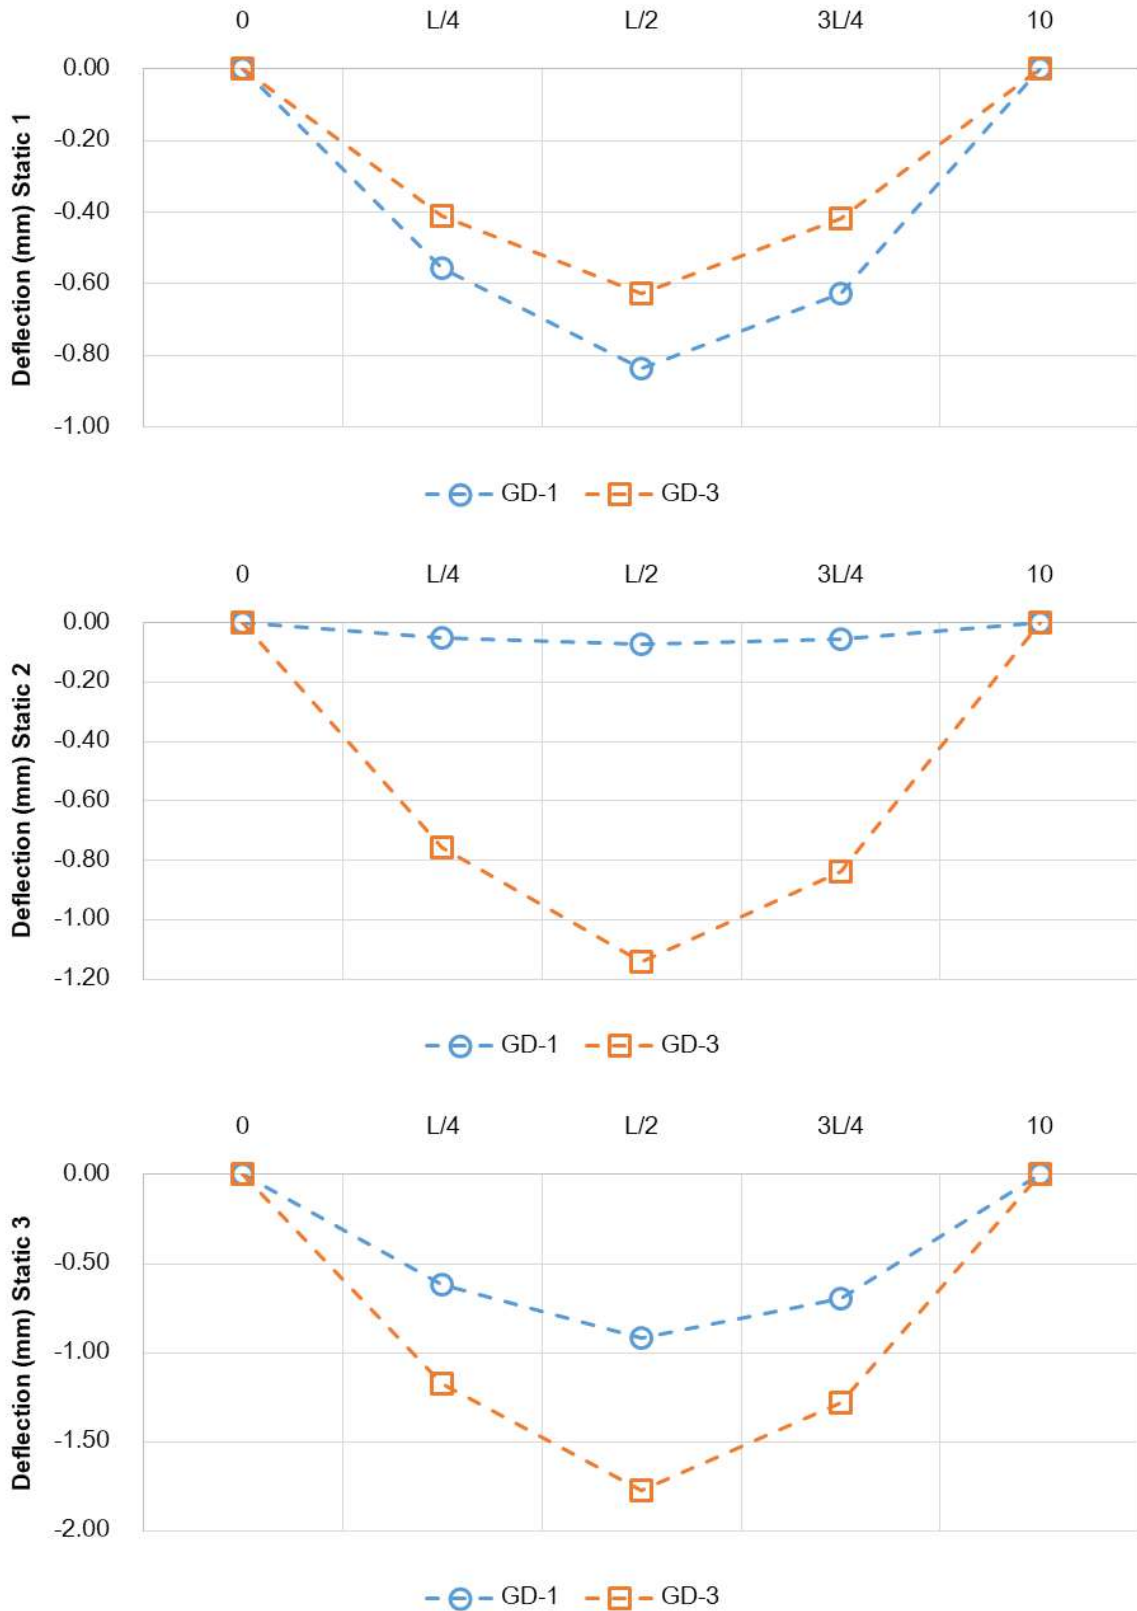 0 L/4 L/2 3L/4 10
Deflection (mm) Static 1
0.00
-0.20
-0.40
-0.60
-0.80
-1.00
GD-1 GD-3
0 L/4 L/2 3L/4 10
Deflection (mm) Static 2
0.00
-0.20
-0.40
-0.60
-0.80
-1.00
-1.20
GD-1 GD-3
0 L/4 L/2 3L/4 10
Deflection (mm) Static 3
0.00
-0.50
-1.00
-1.50
-2.00
GD-1 GD-3